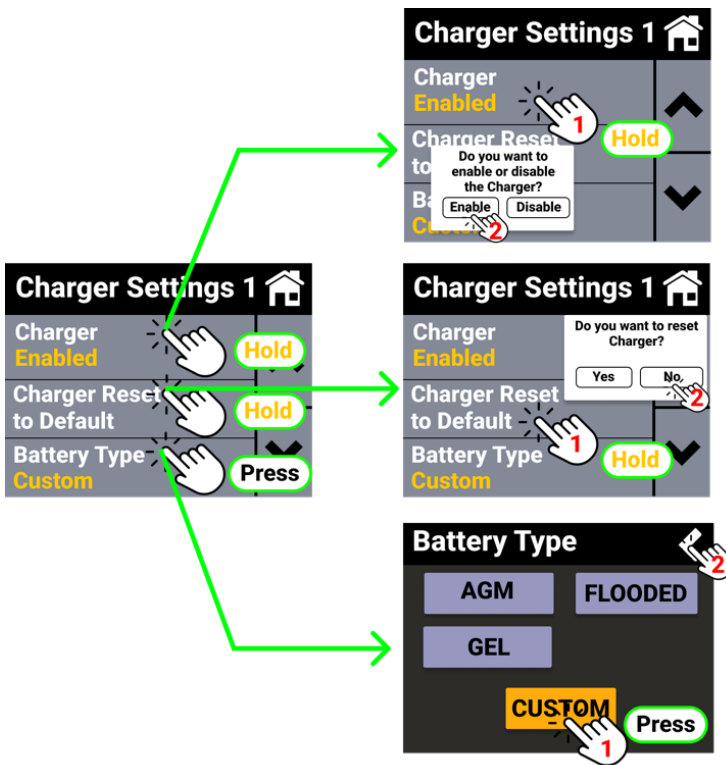 Charger Settings 1
Charger
Enabled
1
Hold
Charger Reset
to
Do you want to
enable or disable
the Charger?
Enable
Disable
2
Charger Settings 1
Charger
Enabled
Hold
Charger Reset
to Default
Hold
Battery Type
Custom
Press
Charger Settings 1
Charger
Enabled
Do you want to reset
Charger?
Yes
No
2
Charger Reset
to Default
1
Battery Type
Custom
Hold
Battery Type
2
AGM
FLOODED
GEL
CUSTOM
Press
1